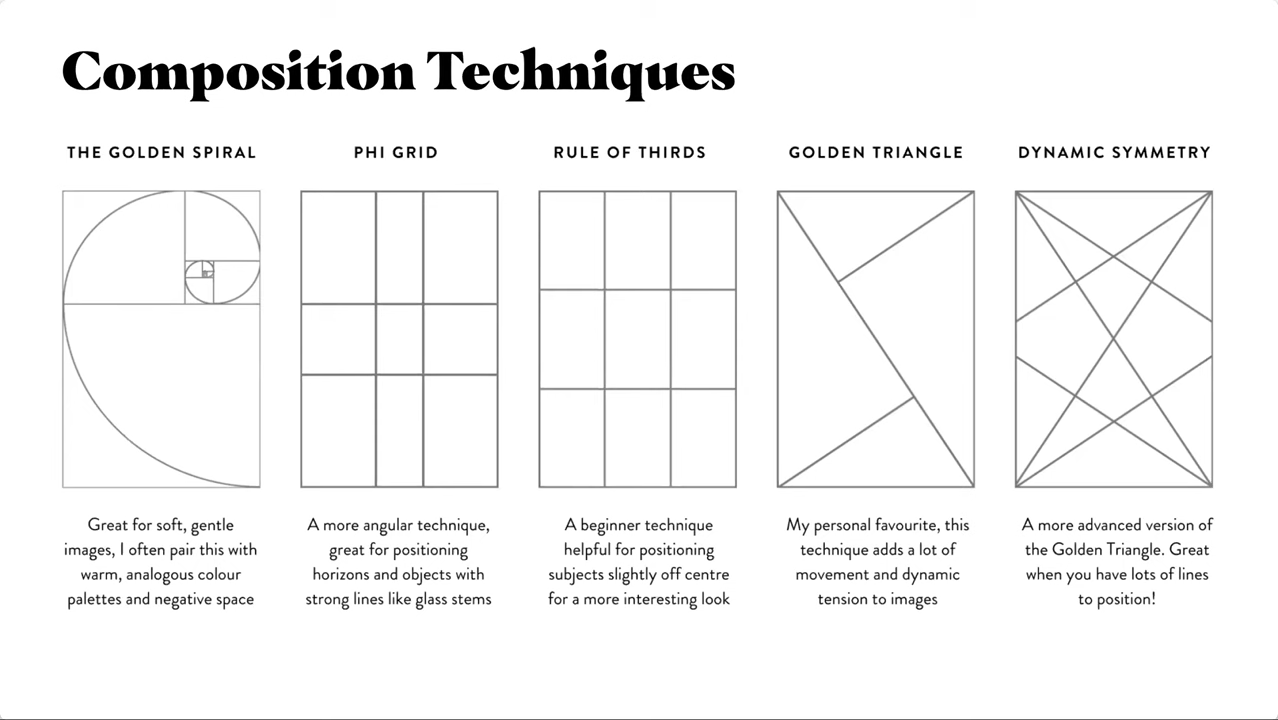 Composition Techniques
THE GOLDEN SPIRAL
Great for soft, gentle
images, I often pair this with
warm, analogous colour
palettes and negative space
PHI GRID
A more angular technique,
great for positioning
horizons and objects with
strong lines like glass stems
RULE OF THIRDS
A beginner technique
helpful for positioning
subjects slightly off centre
for a more interesting look
GOLDEN TRIANGLE
My personal favourite, this
technique adds a lot of
movement and dynamic
tension to images
DYNAMIC SYMMETRY
A more advanced version of
the Golden Triangle. Great
when you have lots of lines
to position!